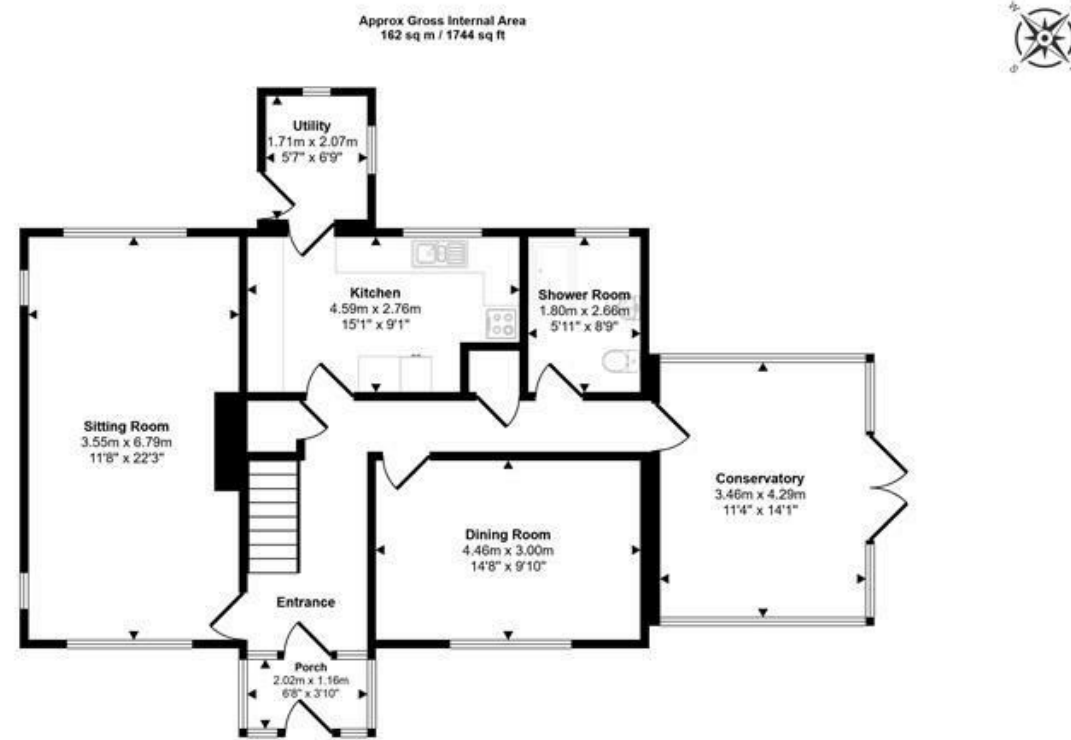 Approx Gross Internal Area
162 sq m / 1744 sq ft
W
S
Utility
1.71m x 2.07m
5'7" x 6'9"
Kitchen
4.59m x 2.76m
15'1" x 9'1"
Shower Room
1.80m x 2.66m
5'11" x 8'9"
Sitting Room
3.55m x 6.79m
11'8" x 22'3"
Conservatory
3.46m x 4.29m
11'4" x 14'1"
Dining Room
4.46m x 3.00m
14'8" x 9'10"
Entrance
Porch
2.02m x 1.16m
6'8" x 3'10"